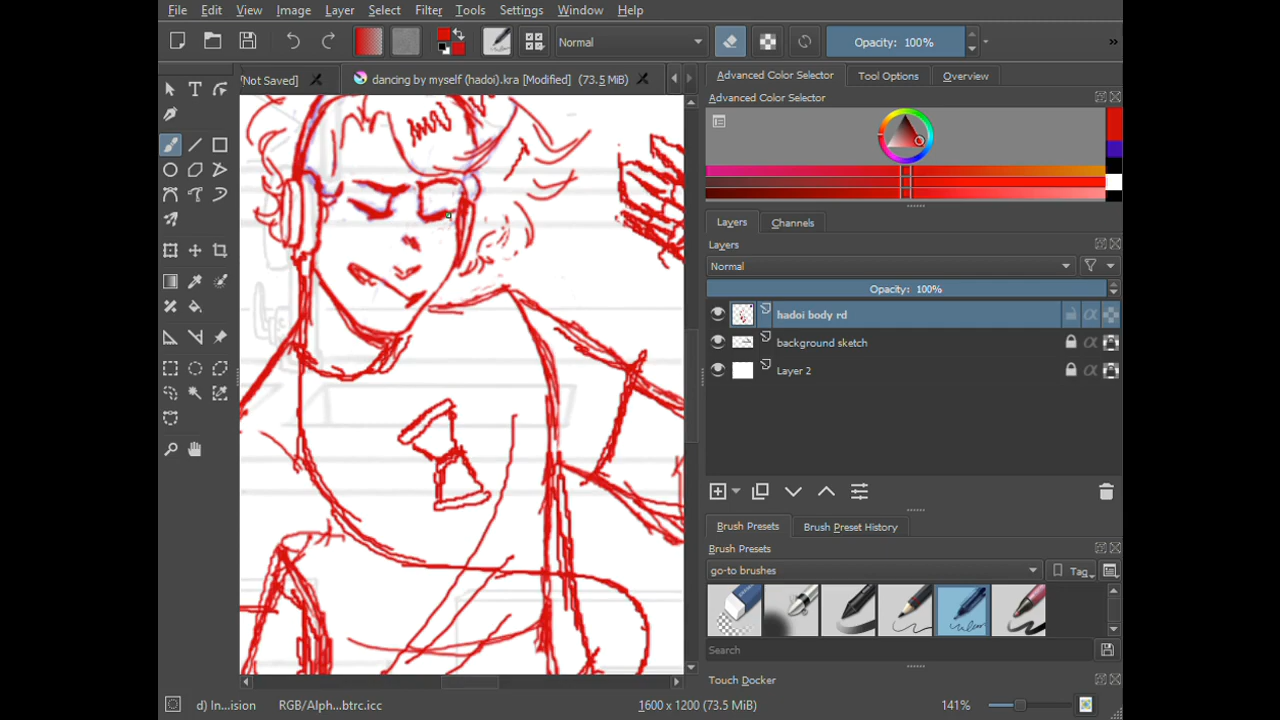 File Edit View Image Layer Select Filter Tools Settings Window Help
Normal Opacity: 100% »
[Not Saved] dancing by myself (hadoi).kra [Modified] (73.5 MiB)
Advanced Color Selector Tool Options Overview
Advanced Color Selector
Layers Channels
Layers
Normal
Opacity: 100%
hadoi body rd
background sketch
Layer 2
Brush Presets Brush Preset History
Brush Presets
go-to brushes Tag
Search
Touch Docker
d) In...ision RGB/Alph...btrc.icc 1600 x 1200 (73.5 MiB) 141%